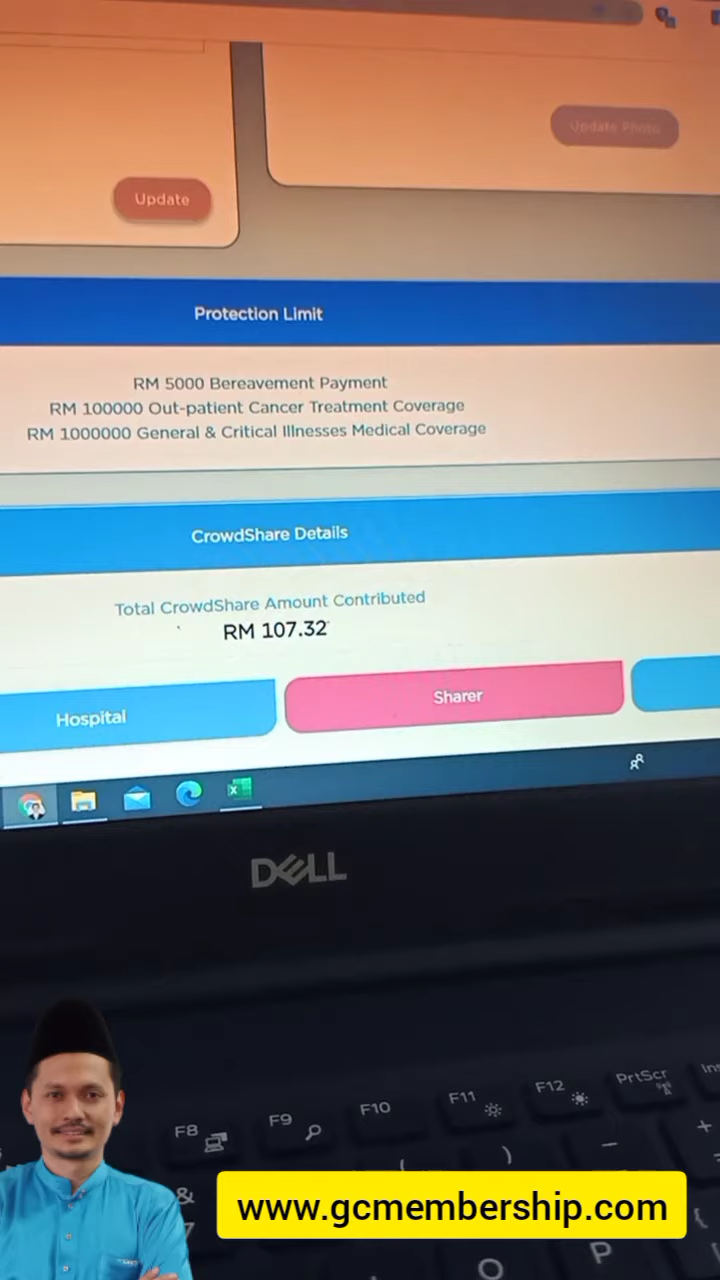 Update Photo
Update
Protection Limit
RM 5000 Bereavement Payment
RM 100000 Out-patient Cancer Treatment Coverage
RM 1000000 General & Critical Illnesses Medical Coverage
CrowdShare Details
Total CrowdShare Amount Contributed
RM 107.32
Hospital
Sharer
DELL
F8
F9
F10
F11
F12
PrtScr
Ins
&
7
(
)
—
+
=
{
O
P
www.gcmembership.com